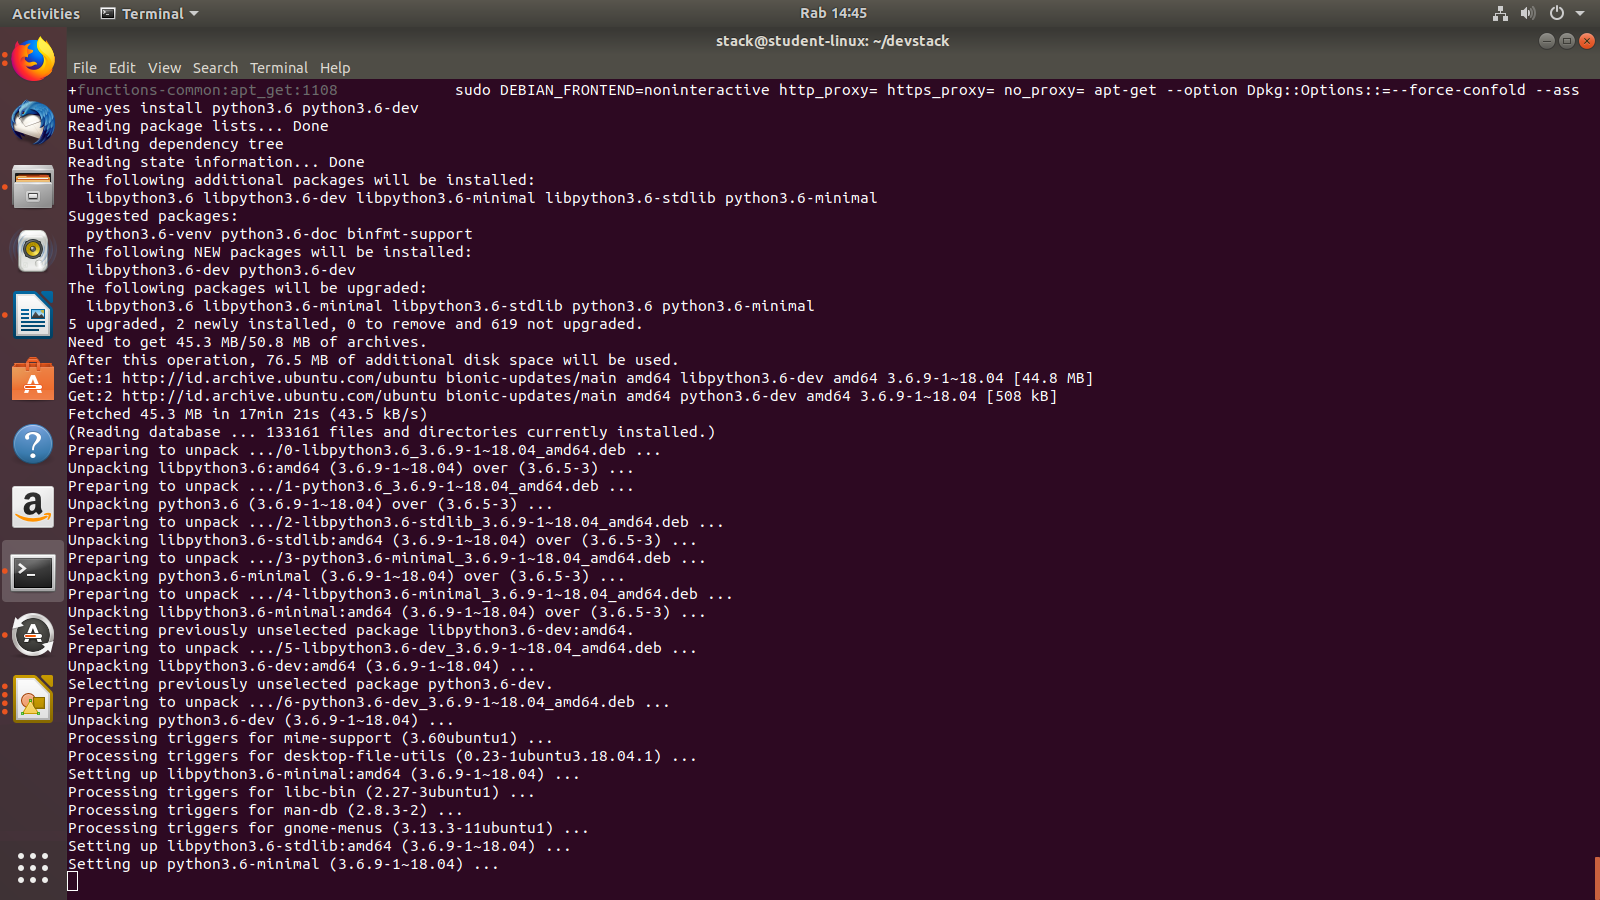 Activities Terminal Rab 14:45
stack@student-linux: ~/devstack
File Edit View Search Terminal Help
+functions-common:apt_get:1108             sudo DEBIAN_FRONTEND=noninteractive http_proxy= https_proxy= no_proxy= apt-get --option Dpkg::Options::=--force-confold --ass
ume-yes install python3.6 python3.6-dev
Reading package lists... Done
Building dependency tree
Reading state information... Done
The following additional packages will be installed:
  libpython3.6 libpython3.6-dev libpython3.6-minimal libpython3.6-stdlib python3.6-minimal
Suggested packages:
  python3.6-venv python3.6-doc binfmt-support
The following NEW packages will be installed:
  libpython3.6-dev python3.6-dev
The following packages will be upgraded:
  libpython3.6 libpython3.6-minimal libpython3.6-stdlib python3.6 python3.6-minimal
5 upgraded, 2 newly installed, 0 to remove and 619 not upgraded.
Need to get 45.3 MB/50.8 MB of archives.
After this operation, 76.5 MB of additional disk space will be used.
Get:1 http://id.archive.ubuntu.com/ubuntu bionic-updates/main amd64 libpython3.6-dev amd64 3.6.9-1~18.04 [44.8 MB]
Get:2 http://id.archive.ubuntu.com/ubuntu bionic-updates/main amd64 python3.6-dev amd64 3.6.9-1~18.04 [508 kB]
Fetched 45.3 MB in 17min 21s (43.5 kB/s)
(Reading database ... 133161 files and directories currently installed.)
Preparing to unpack .../0-libpython3.6_3.6.9-1~18.04_amd64.deb ...
Unpacking libpython3.6:amd64 (3.6.9-1~18.04) over (3.6.5-3) ...
Preparing to unpack .../1-python3.6_3.6.9-1~18.04_amd64.deb ...
Unpacking python3.6 (3.6.9-1~18.04) over (3.6.5-3) ...
Preparing to unpack .../2-libpython3.6-stdlib_3.6.9-1~18.04_amd64.deb ...
Unpacking libpython3.6-stdlib:amd64 (3.6.9-1~18.04) over (3.6.5-3) ...
Preparing to unpack .../3-python3.6-minimal_3.6.9-1~18.04_amd64.deb ...
Unpacking python3.6-minimal (3.6.9-1~18.04) over (3.6.5-3) ...
Preparing to unpack .../4-libpython3.6-minimal_3.6.9-1~18.04_amd64.deb ...
Unpacking libpython3.6-minimal:amd64 (3.6.9-1~18.04) over (3.6.5-3) ...
Selecting previously unselected package libpython3.6-dev:amd64.
Preparing to unpack .../5-libpython3.6-dev_3.6.9-1~18.04_amd64.deb ...
Unpacking libpython3.6-dev:amd64 (3.6.9-1~18.04) ...
Selecting previously unselected package python3.6-dev.
Preparing to unpack .../6-python3.6-dev_3.6.9-1~18.04_amd64.deb ...
Unpacking python3.6-dev (3.6.9-1~18.04) ...
Processing triggers for mime-support (3.60ubuntu1) ...
Processing triggers for desktop-file-utils (0.23-1ubuntu3.18.04.1) ...
Setting up libpython3.6-minimal:amd64 (3.6.9-1~18.04) ...
Processing triggers for libc-bin (2.27-3ubuntu1) ...
Processing triggers for man-db (2.8.3-2) ...
Processing triggers for gnome-menus (3.13.3-11ubuntu1) ...
Setting up libpython3.6-stdlib:amd64 (3.6.9-1~18.04) ...
Setting up python3.6-minimal (3.6.9-1~18.04) ...